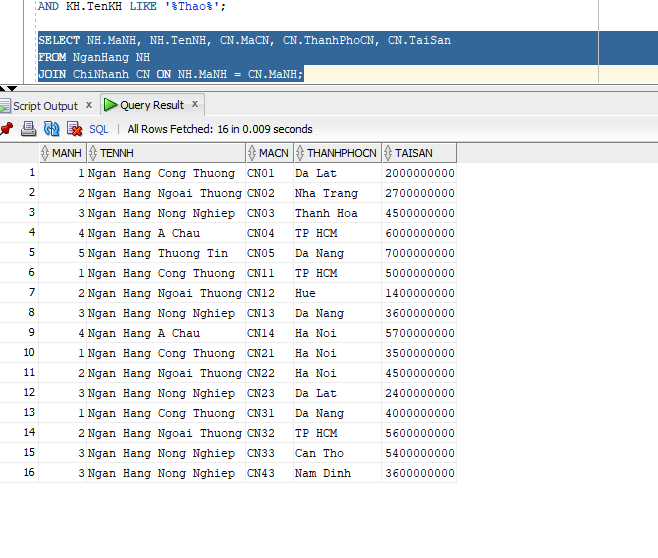 AND KH.TenKH LIKE '%Thao%';
SELECT NH.MaNH, NH.TenNH, CN.MaCN, CN.ThanhPhoCN, CN.TaiSan
FROM NganHang NH
JOIN ChiNhanh CN ON NH.MaNH = CN.MaNH;
Script Output x Query Result x
SQL | All Rows Fetched: 16 in 0.009 seconds
MANH TENNH MACN THANHPHOCN TAISAN
1 1 Ngan Hang Cong Thuong CN01 Da Lat 2000000000
2 2 Ngan Hang Ngoai Thuong CN02 Nha Trang 2700000000
3 3 Ngan Hang Nong Nghiep CN03 Thanh Hoa 4500000000
4 4 Ngan Hang A Chau CN04 TP HCM 6000000000
5 5 Ngan Hang Thuong Tin CN05 Da Nang 7000000000
6 1 Ngan Hang Cong Thuong CN11 TP HCM 5000000000
7 2 Ngan Hang Ngoai Thuong CN12 Hue 1400000000
8 3 Ngan Hang Nong Nghiep CN13 Da Nang 3600000000
9 4 Ngan Hang A Chau CN14 Ha Noi 5700000000
10 1 Ngan Hang Cong Thuong CN21 Ha Noi 3500000000
11 2 Ngan Hang Ngoai Thuong CN22 Ha Noi 4500000000
12 3 Ngan Hang Nong Nghiep CN23 Da Lat 2400000000
13 1 Ngan Hang Cong Thuong CN31 Da Nang 4000000000
14 2 Ngan Hang Ngoai Thuong CN32 TP HCM 5600000000
15 3 Ngan Hang Nong Nghiep CN33 Can Tho 5400000000
16 3 Ngan Hang Nong Nghiep CN43 Nam Dinh 3600000000